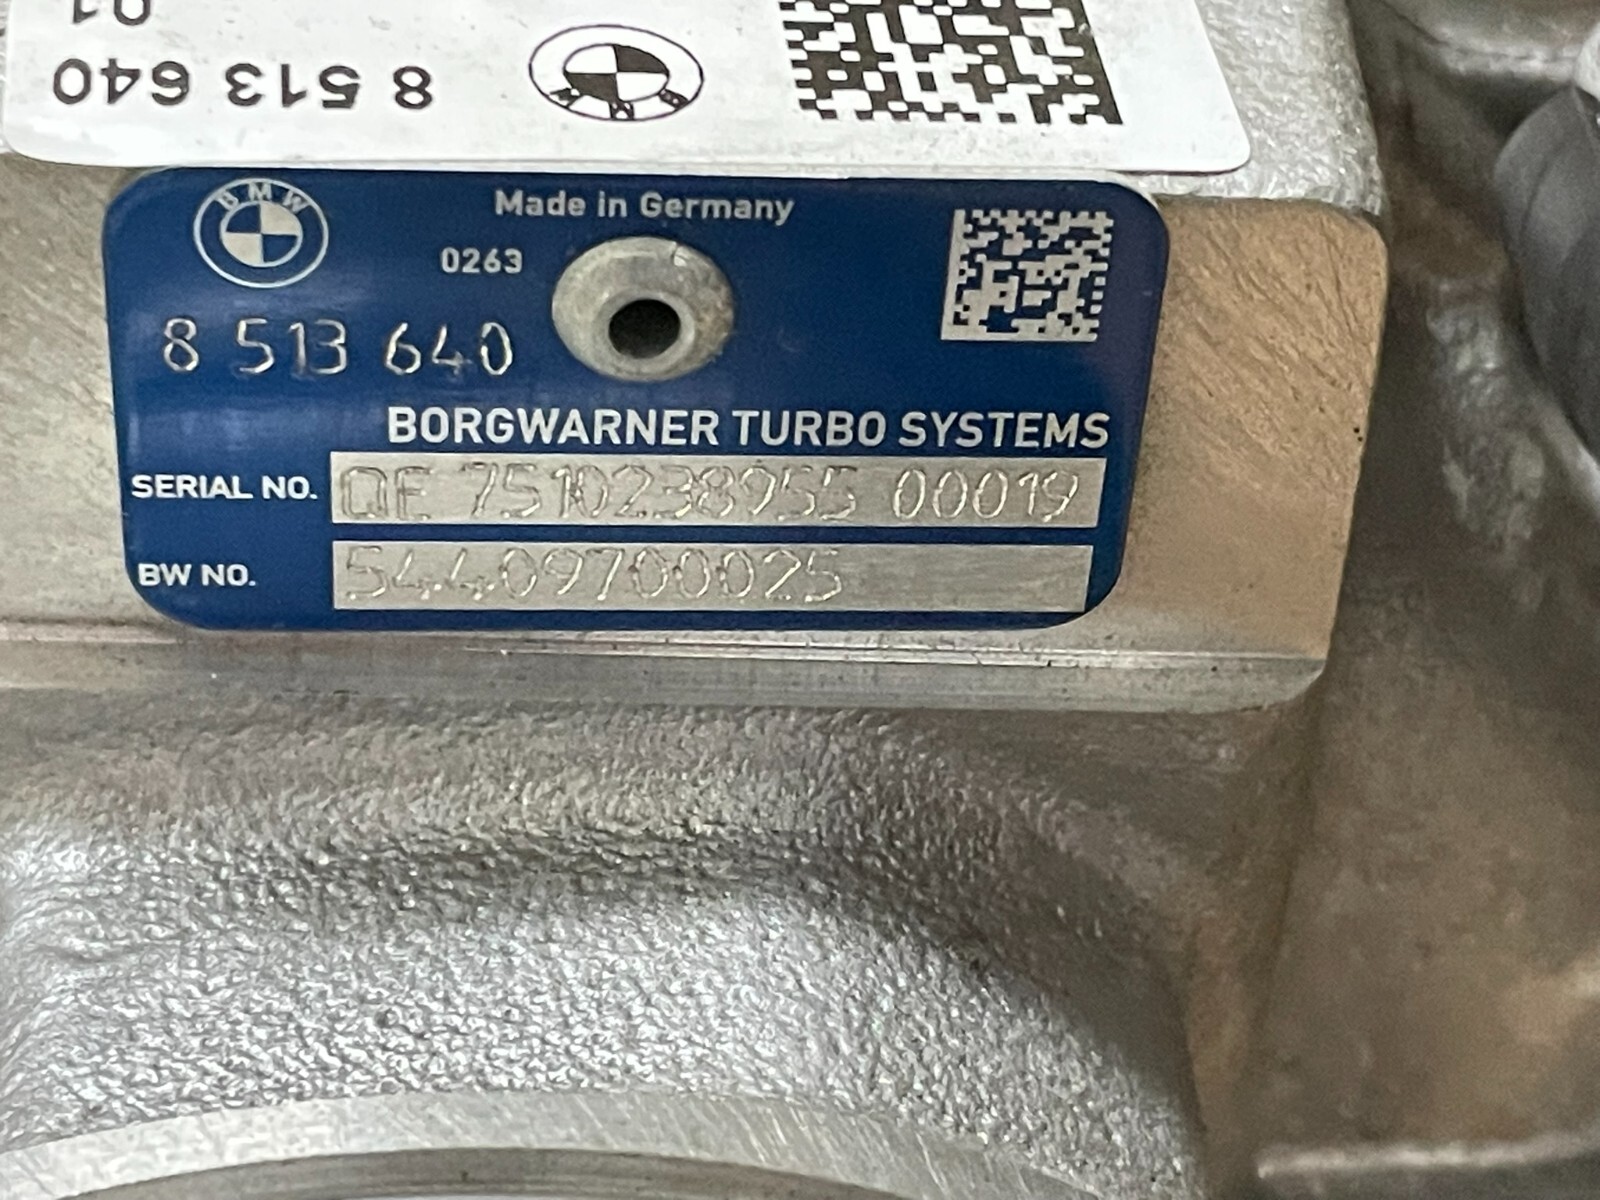 01
8 513 640
BMW
BMW
Made in Germany
0263
8 513 640
BORGWARNER TURBO SYSTEMS
SERIAL NO. QE 7510238955 00019
BW NO. 54409700025